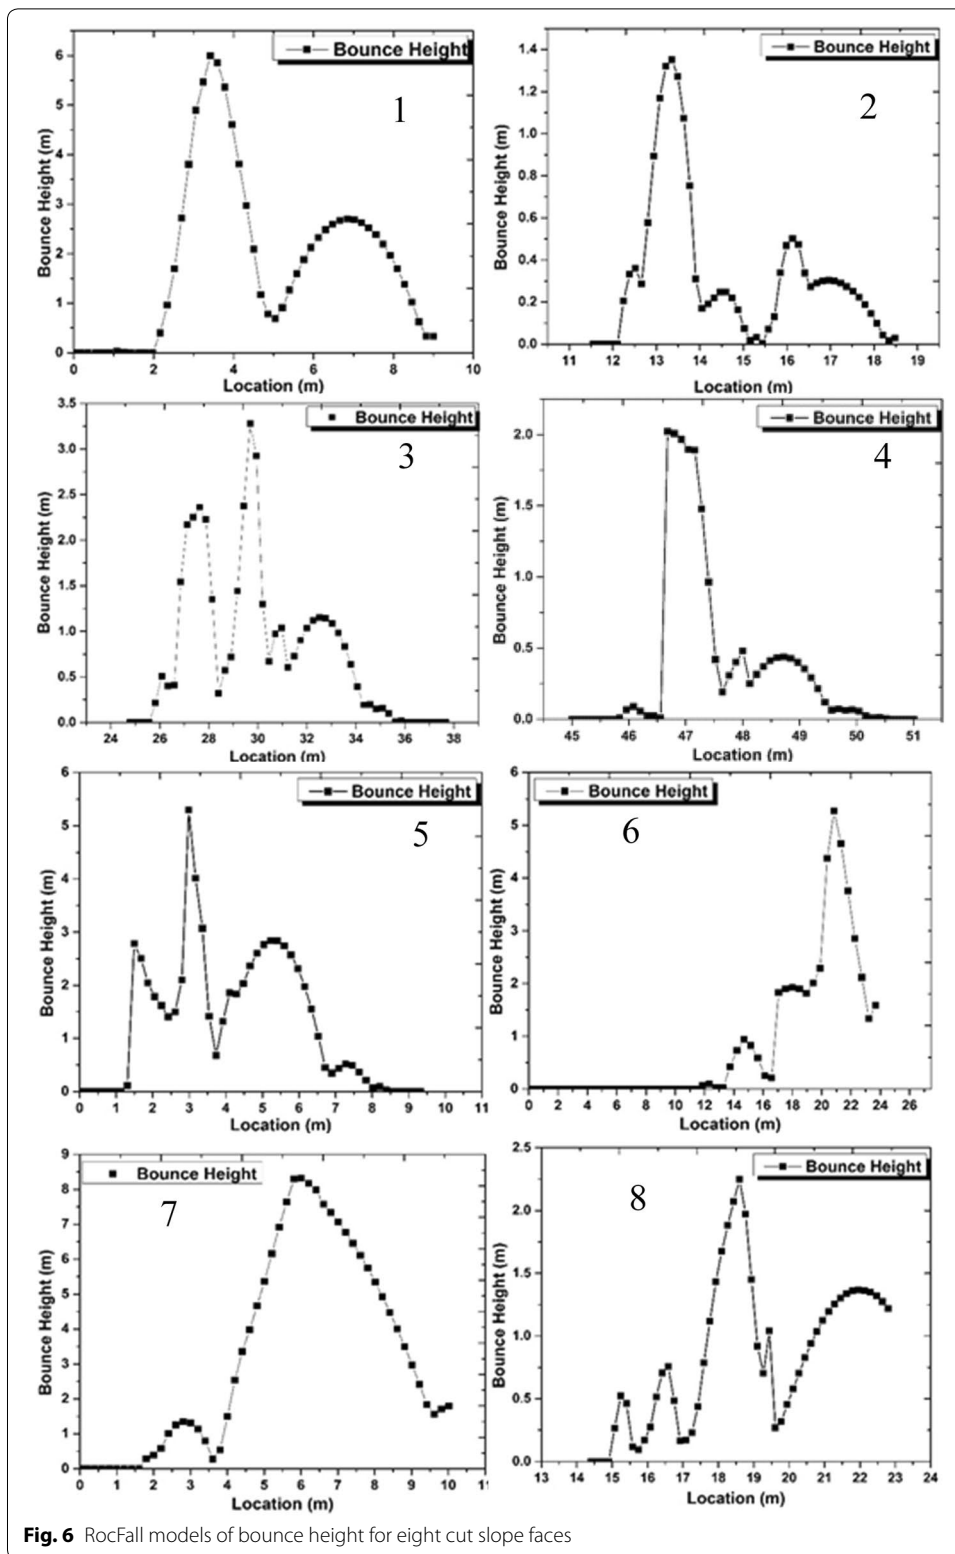 Bounce Height
1
Bounce Height (m)
6
5
4
3
2
1
0
0 2 4 6 8 10
Location (m)
Bounce Height
2
Bounce Height (m)
1.4
1.2
1.0
0.8
0.6
0.4
0.2
0.0
11 12 13 14 15 16 17 18 19
Location (m)
Bounce Height
3
Bounce Height (m)
3.5
3.0
2.5
2.0
1.5
1.0
0.5
0.0
24 26 28 30 32 34 36 38
Location (m)
Bounce Height
4
Bounce Height (m)
2.0
1.5
1.0
0.5
0.0
45 46 47 48 49 50 51
Location (m)
Bounce Height
5
Bounce Height (m)
6
5
4
3
2
1
0
0 1 2 3 4 5 6 7 8 9 10 11
Location (m)
Bounce Height
6
Bounce Height (m)
6
5
4
3
2
1
0
0 2 4 6 8 10 12 14 16 18 20 22 24 26
Location (m)
Bounce Height
7
Bounce Height (m)
9
8
7
6
5
4
3
2
1
0
0 1 2 3 4 5 6 7 8 9 10 11
Location (m)
Bounce Height
8
Bounce Height (m)
2.5
2.0
1.5
1.0
0.5
0.0
13 14 15 16 17 18 19 20 21 22 23 24
Location (m)
Fig. 6 RocFall models of bounce height for eight cut slope faces